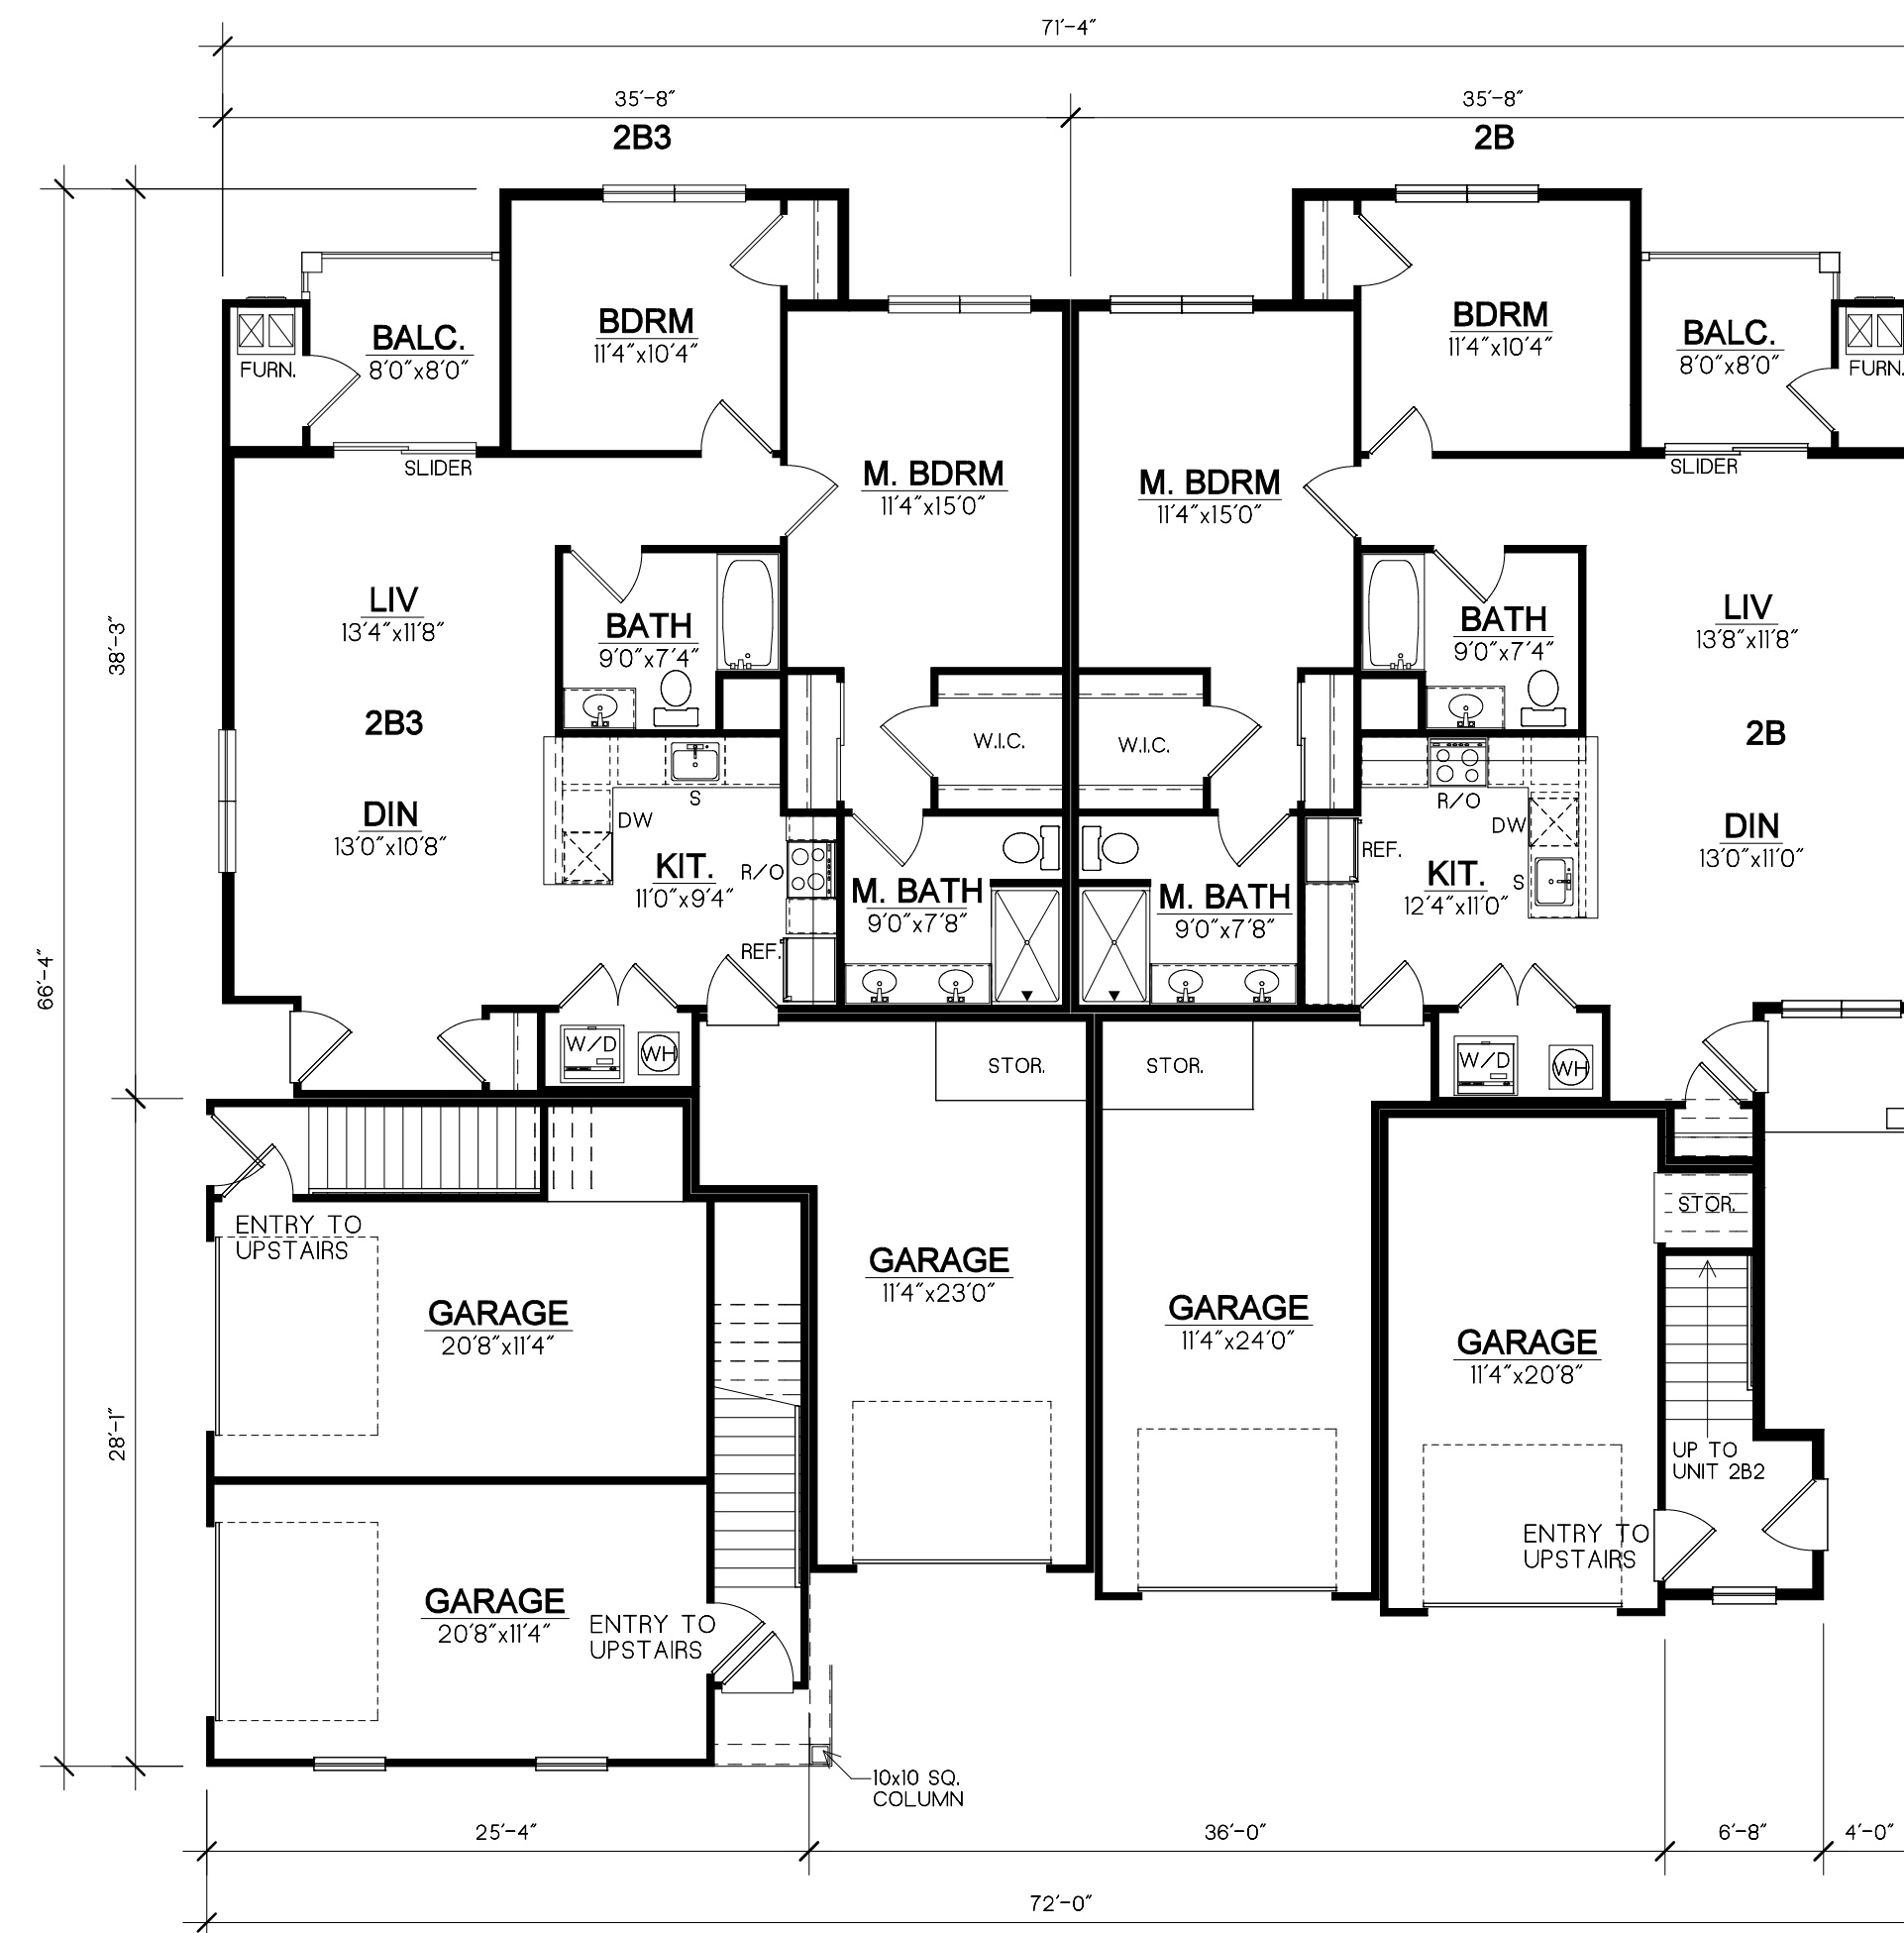 71'-4"
35'-8"
35'-8"
2B3
2B
BDRM
11'4"x10'4"
BALC.
8'0"x8'0"
FURN.
SLIDER
M. BDRM
11'4"x15'0"
M. BDRM
11'4"x15'0"
BDRM
11'4"x10'4"
BALC.
8'0"x8'0"
FURN.
SLIDER
38'-3"
66'-4"
28'-1"
LIV
13'4"x11'8"
BATH
9'0"x7'4"
BATH
9'0"x7'4"
LIV
13'8"x11'8"
2B3
W.I.C.
W.I.C.
2B
S
DW
DIN
13'0"x10'8"
KIT.
11'0"x9'4"
R/O
REF.
M. BATH
9'0"x7'8"
M. BATH
9'0"x7'8"
R/O
REF.
DW
S
KIT.
12'4"x11'0"
DIN
13'0"x11'0"
W/D
WH
STOR.
STOR.
W/D
WH
ENTRY TO
UPSTAIRS
STOR.
GARAGE
20'8"x11'4"
GARAGE
11'4"x23'0"
GARAGE
11'4"x24'0"
GARAGE
11'4"x20'8"
UP TO
UNIT 2B2
ENTRY TO
UPSTAIRS
GARAGE
20'8"x11'4"
ENTRY TO
UPSTAIRS
10x10 SQ.
COLUMN
25'-4"
36'-0"
6'-8"
4'-0"
72'-0"